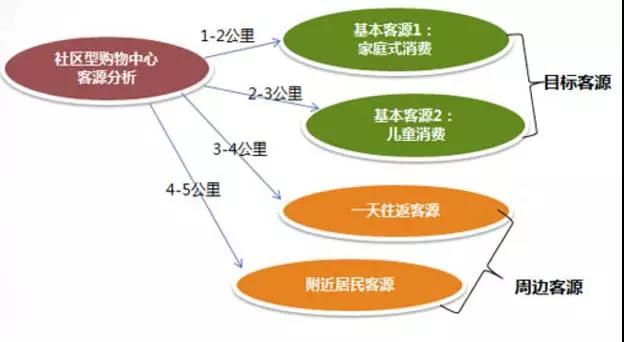 社区型购物中心
客源分析
1-2公里
基本客源1：
家庭式消费
2-3公里
基本客源2：
儿童消费
目标客源
3-4公里
一天往返客源
4-5公里
附近居民客源
周边客源